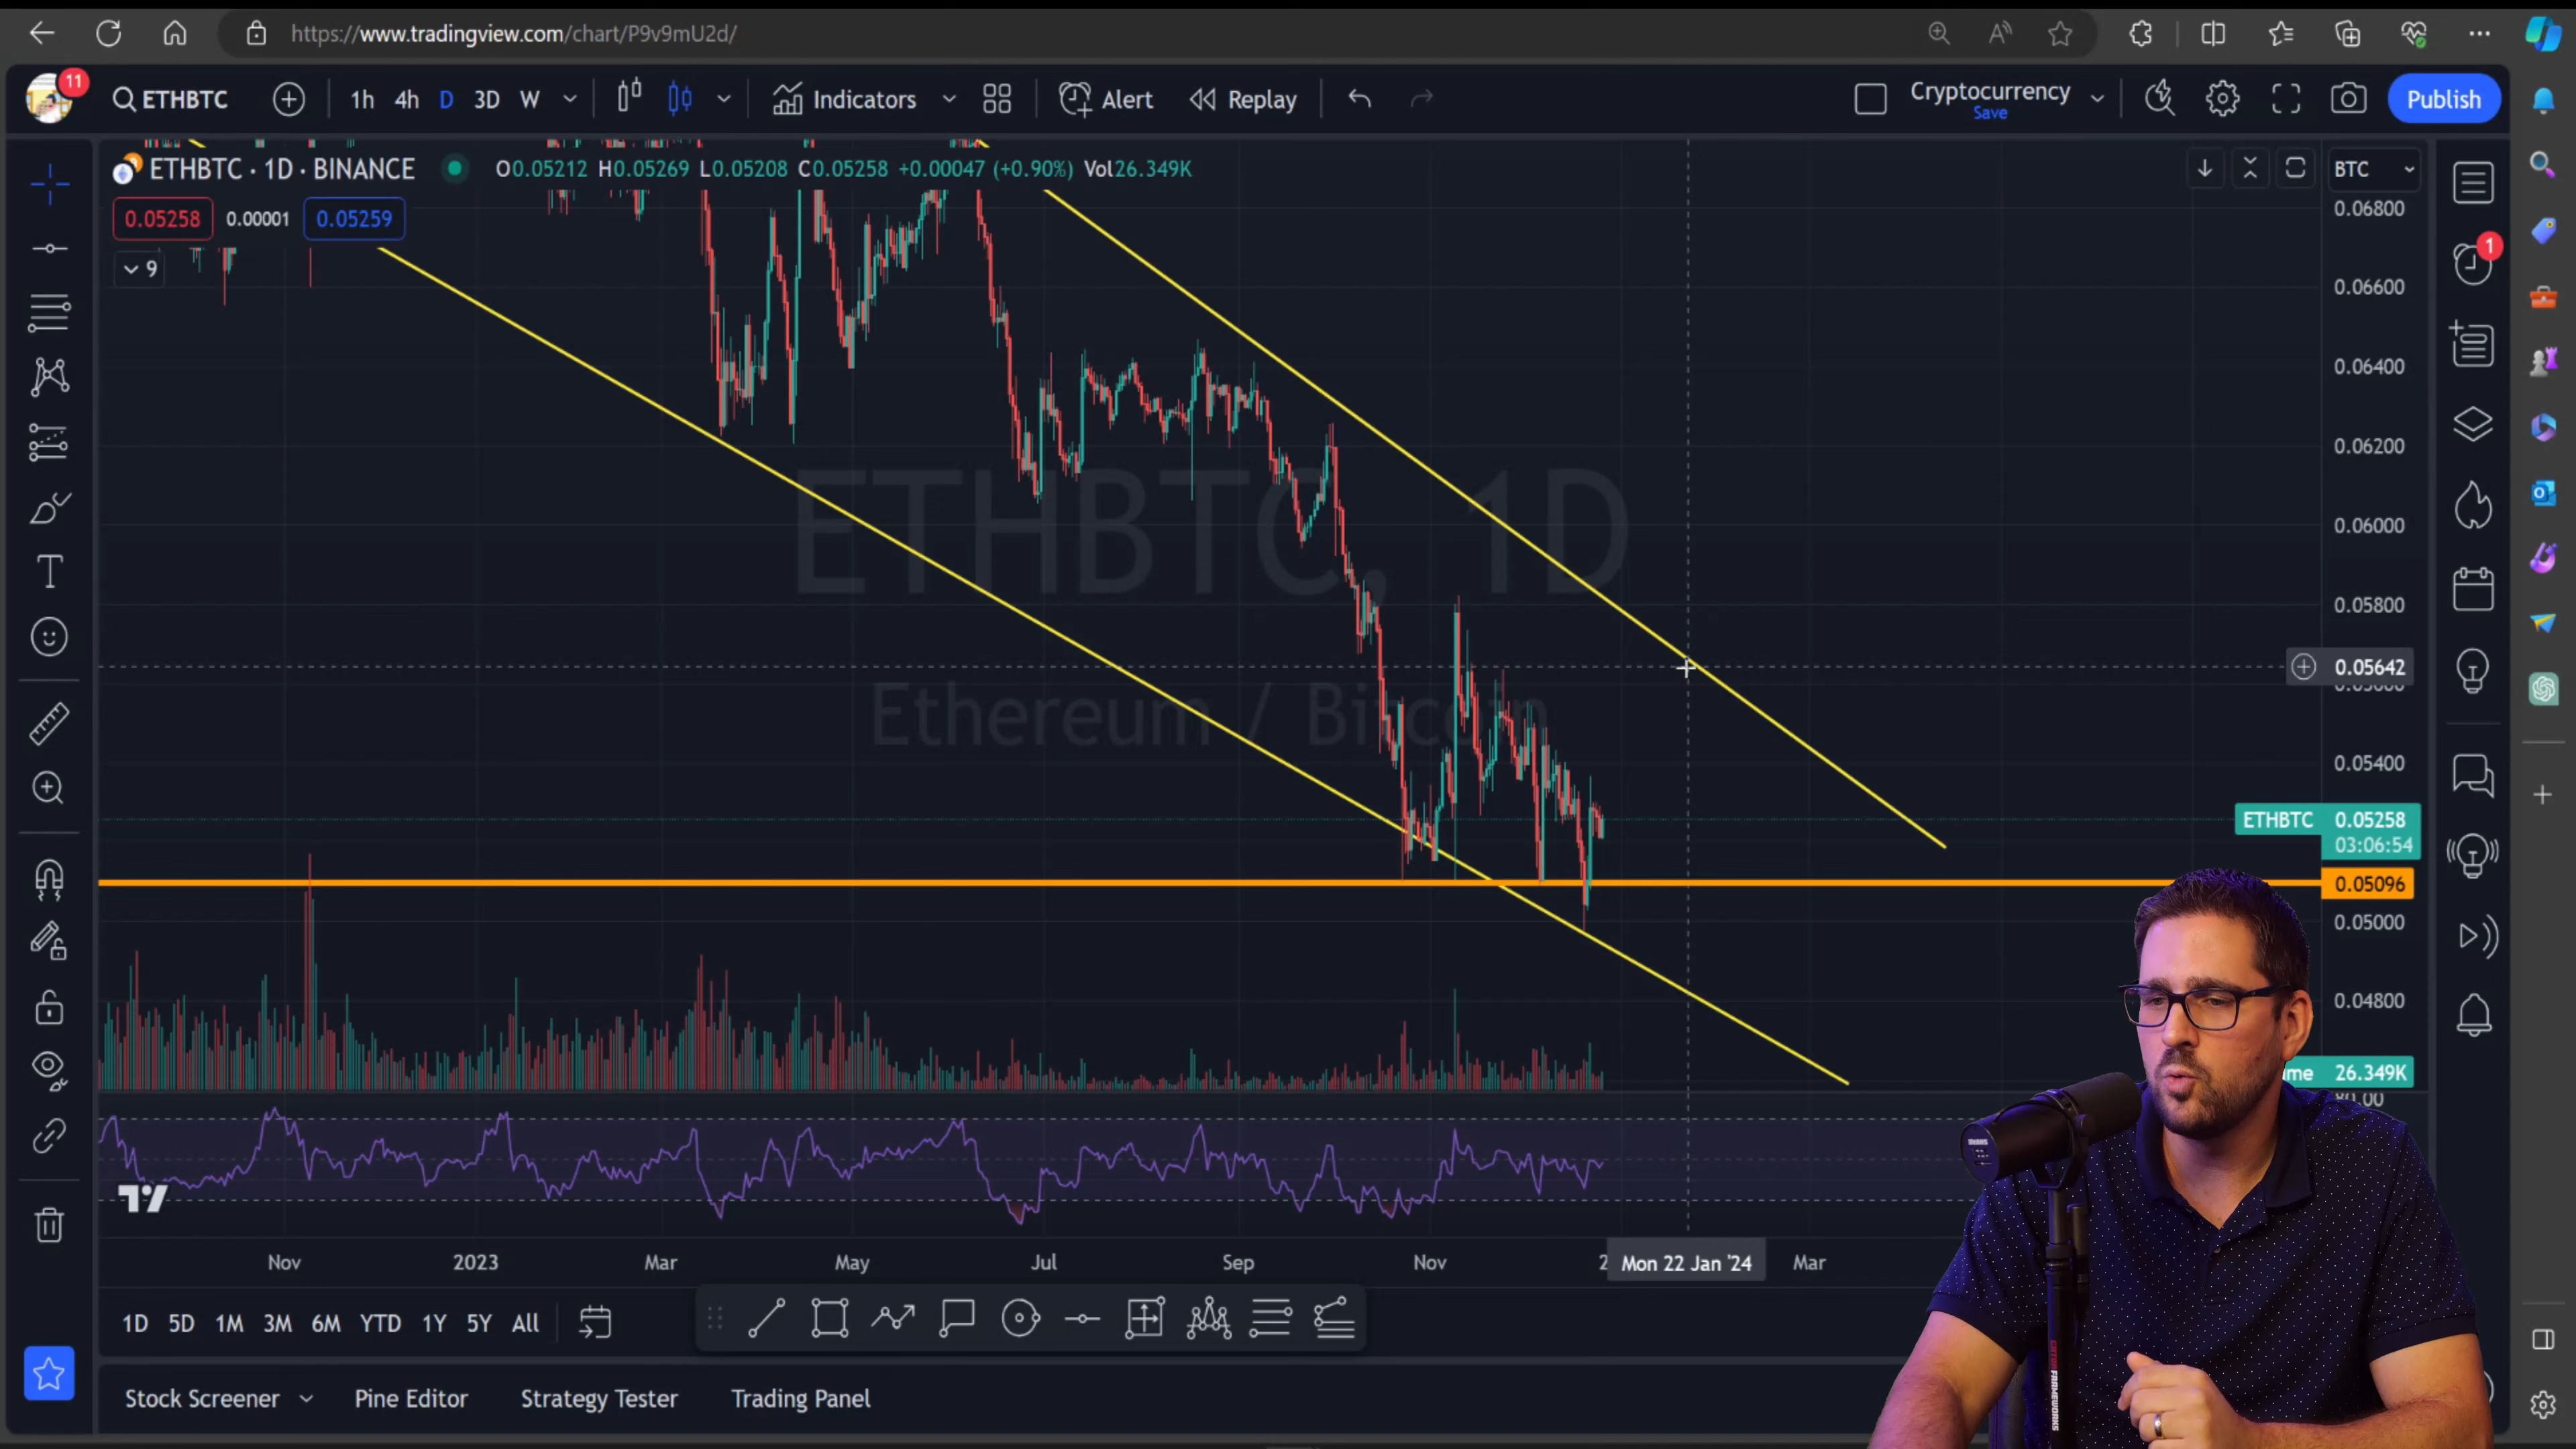 https://www.tradingview.com/chart/P9v9mU2d/
11
ETHBTC
1h 4h D 3D W
Indicators
Alert
Replay
Cryptocurrency
Save
Publish
ETHBTC · 1D · BINANCE
O0.05212 H0.05269 L0.05208 C0.05258 +0.00047 (+0.90%) Vol26.349K
BTC
0.05258 0.00001 0.05259
9
1
0.06800
0.06600
0.06400
0.06200
0.06000
0.05800
0.05642
0.05400
ETHBTC 0.05258
03:06:54
0.05096
0.05000
0.04800
26.349K
80.00
ETHBTC, 1D
Ethereum / Bitcoin
Nov 2023 Mar May Jul Sep Nov 2 Mon 22 Jan '24 Mar
1D 5D 1M 3M 6M YTD 1Y 5Y All
Stock Screener Pine Editor Strategy Tester Trading Panel